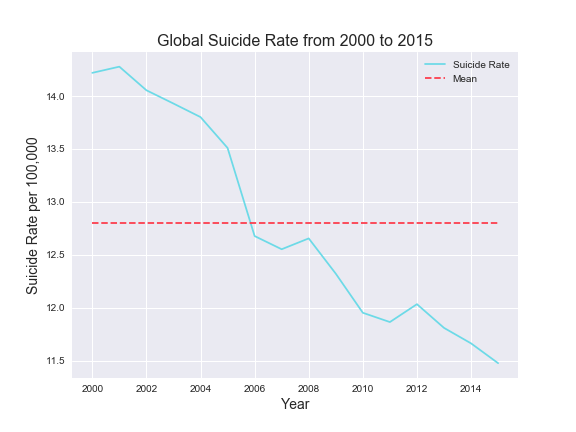 Global Suicide Rate from 2000 to 2015
Suicide Rate
Mean
Suicide Rate per 100,000
14.0
13.5
13.0
12.5
12.0
11.5
2000 2002 2004 2006 2008 2010 2012 2014
Year